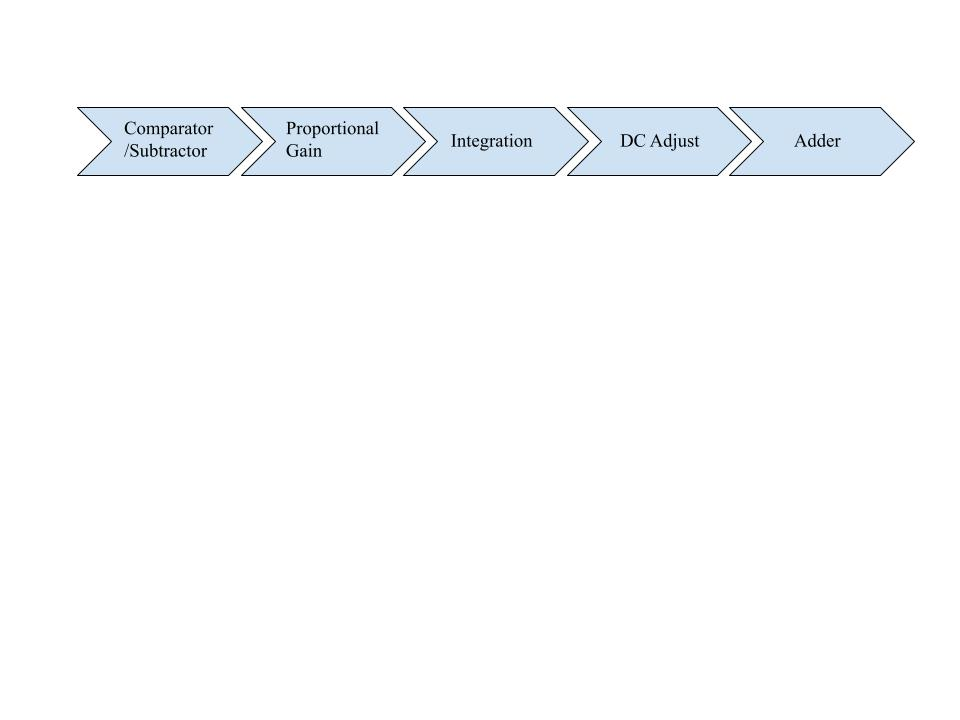 Comparator
/Subtractor
Proportional
Gain
Integration
DC Adjust
Adder